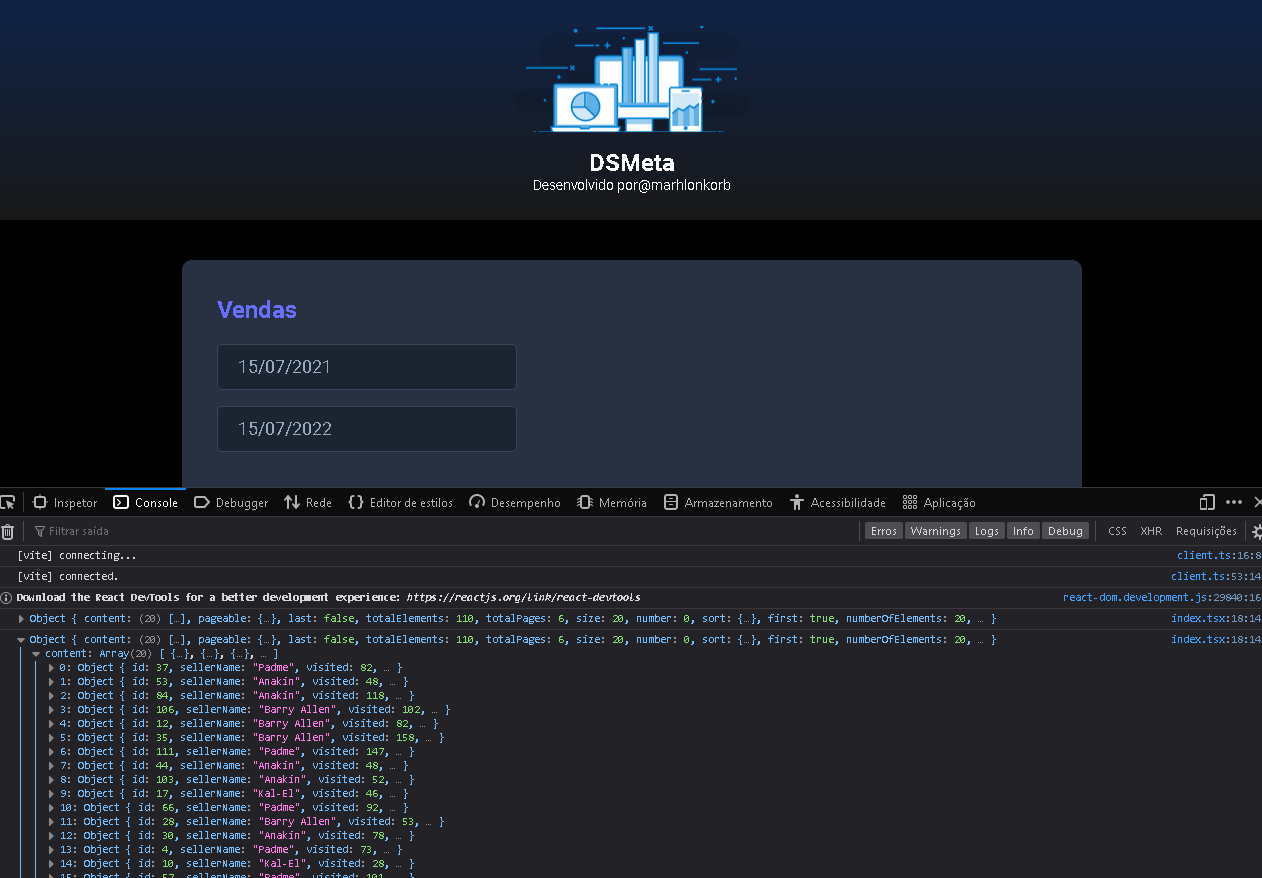 DSMeta
Desenvolvido por@marhlonkorb
Vendas
15/07/2021
15/07/2022
Inspetor Console Debugger Rede Editor de estilos Desempenho Memória Armazenamento Acessibilidade Aplicação
Filtrar saída Erros Warnings Logs Info Debug CSS XHR Requisições
[vite] connecting... client.ts:16:8
[vite] connected. client.ts:53:14
Download the React DevTools for a better development experience: https://reactjs.org/link/react-devtools react-dom.development.js:29840:16
Object { content: (20) […], pageable: {…}, last: false, totalElements: 110, totalPages: 6, size: 20, number: 0, sort: {…}, first: true, numberOfElements: 20, … } index.tsx:18:14
Object { content: (20) […], pageable: {…}, last: false, totalElements: 110, totalPages: 6, size: 20, number: 0, sort: {…}, first: true, numberOfElements: 20, … } index.tsx:18:14
content: Array(20) [ {…}, {…}, {…}, … ]
0: Object { id: 37, sellerName: "Padme", visited: 82, … }
1: Object { id: 53, sellerName: "Anakin", visited: 48, … }
2: Object { id: 84, sellerName: "Anakin", visited: 118, … }
3: Object { id: 106, sellerName: "Barry Allen", visited: 102, … }
4: Object { id: 12, sellerName: "Barry Allen", visited: 82, … }
5: Object { id: 35, sellerName: "Barry Allen", visited: 158, … }
6: Object { id: 111, sellerName: "Padme", visited: 147, … }
7: Object { id: 44, sellerName: "Anakin", visited: 48, … }
8: Object { id: 103, sellerName: "Anakin", visited: 52, … }
9: Object { id: 17, sellerName: "Kal-El", visited: 46, … }
10: Object { id: 66, sellerName: "Padme", visited: 92, … }
11: Object { id: 28, sellerName: "Barry Allen", visited: 53, … }
12: Object { id: 30, sellerName: "Anakin", visited: 78, … }
13: Object { id: 4, sellerName: "Padme", visited: 73, … }
14: Object { id: 10, sellerName: "Kal-El", visited: 28, … }
15: Object { id: 57, sellerName: "Padme", visited: 101, … }